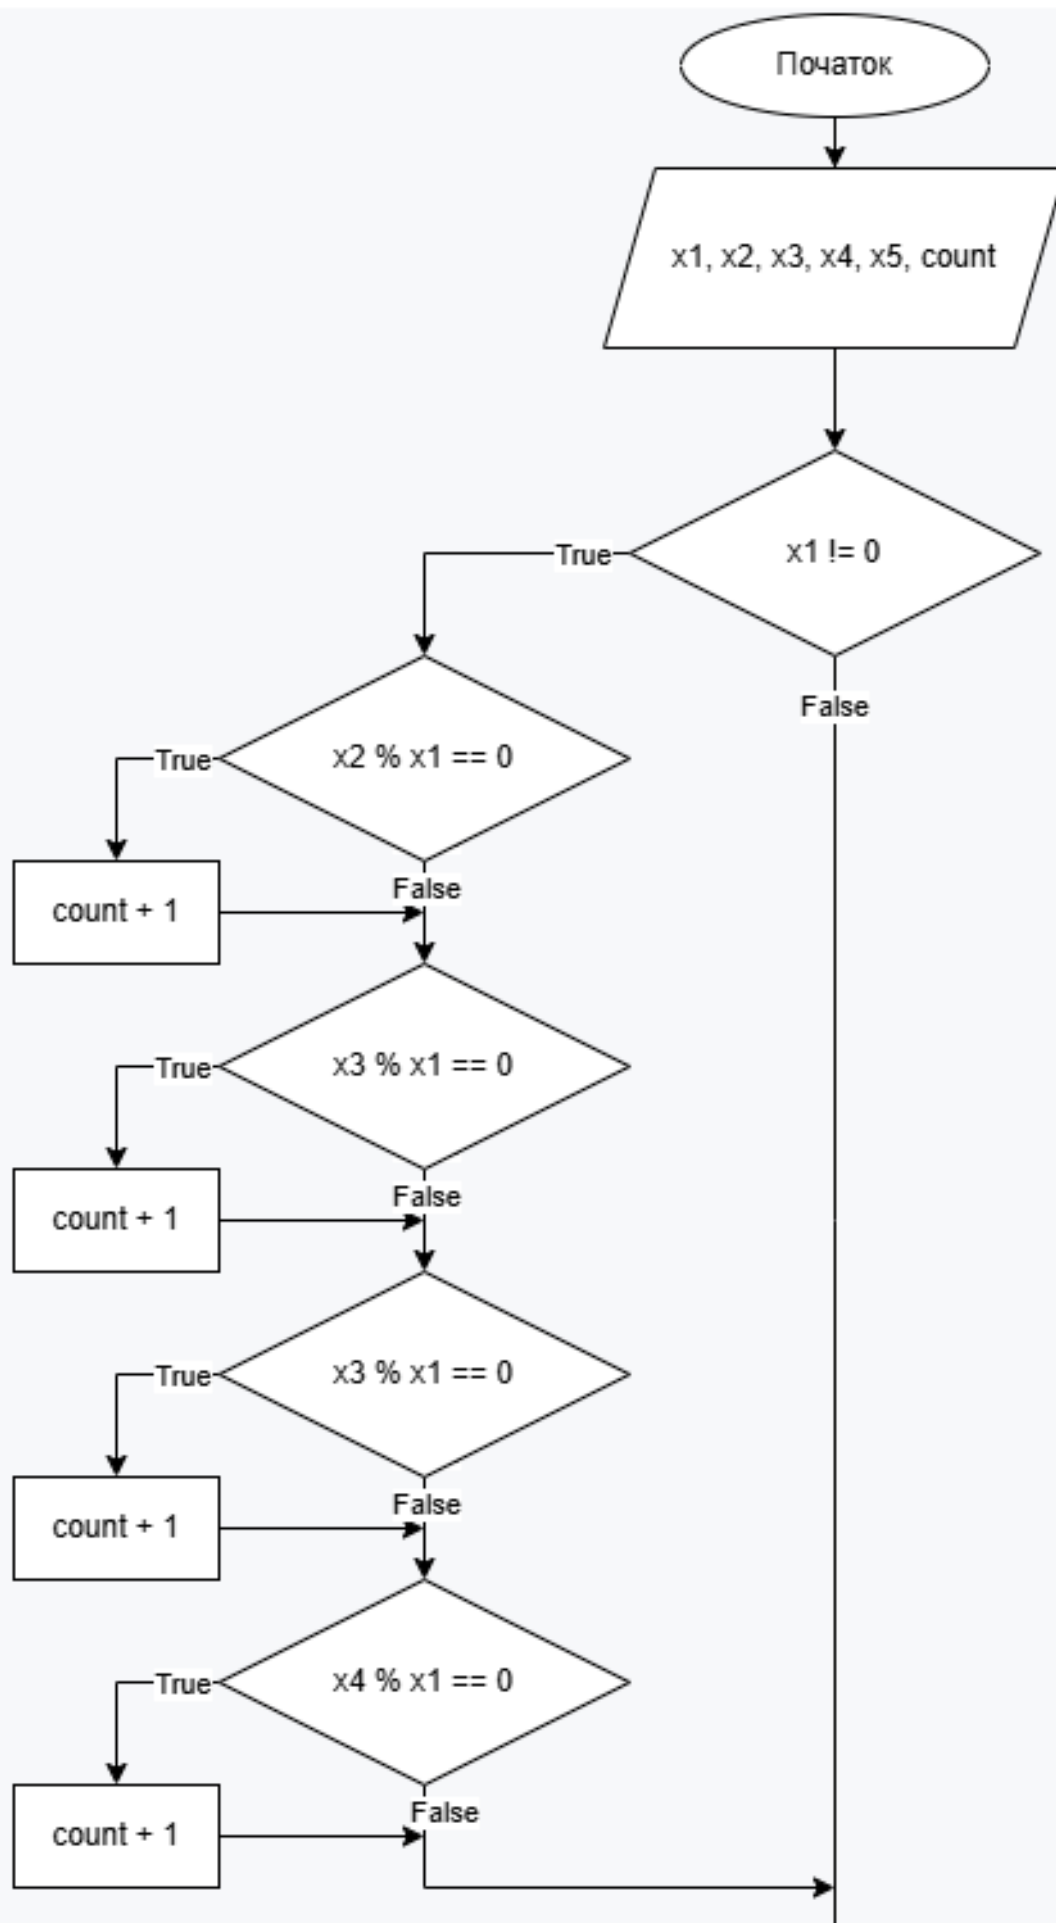 Початок
x1, x2, x3, x4, x5, count
x1 != 0
True
False
x2 % x1 == 0
True
False
count + 1
x3 % x1 == 0
True
False
count + 1
x3 % x1 == 0
True
False
count + 1
x4 % x1 == 0
True
False
count + 1